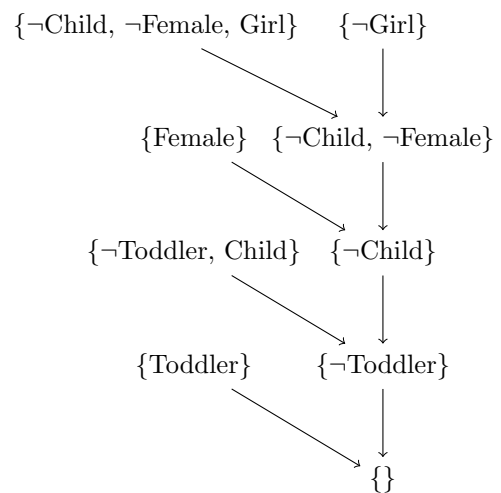 {¬Child, ¬Female, Girl} {¬Girl}
{Female} {¬Child, ¬Female}
{¬Toddler, Child} {¬Child}
{Toddler} {¬Toddler}
{}